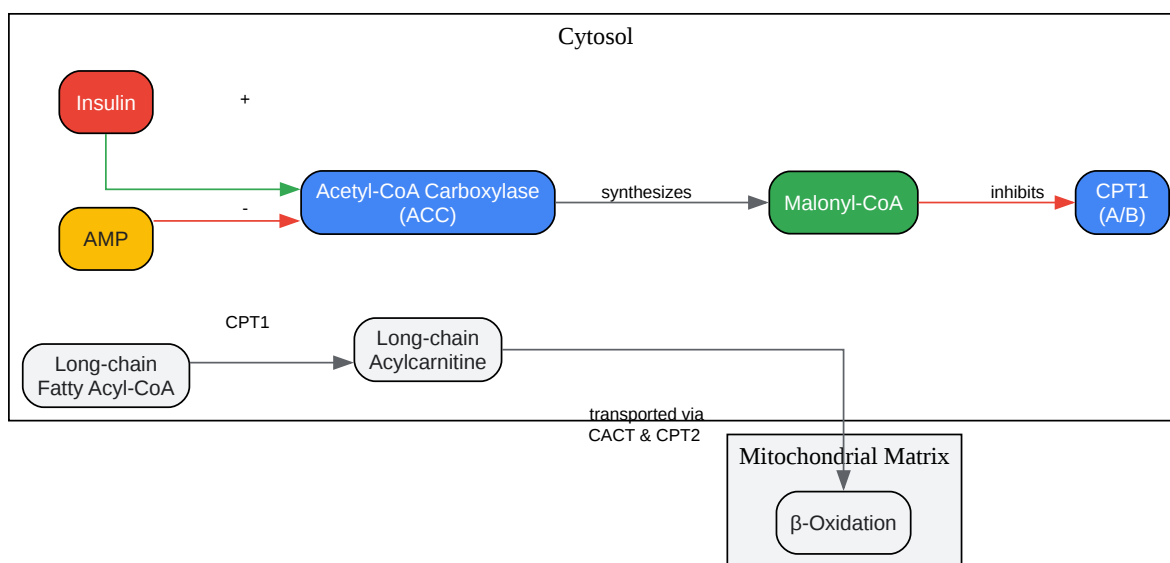 Cytosol
Insulin
+
Acetyl-CoA Carboxylase
(ACC)
synthesizes
Malonyl-CoA
inhibits
CPT1
(A/B)
-
AMP
CPT1
Long-chain
Acylcarnitine
Long-chain
Fatty Acyl-CoA
transported via
CACT & CPT2
Mitochondrial Matrix
β-Oxidation